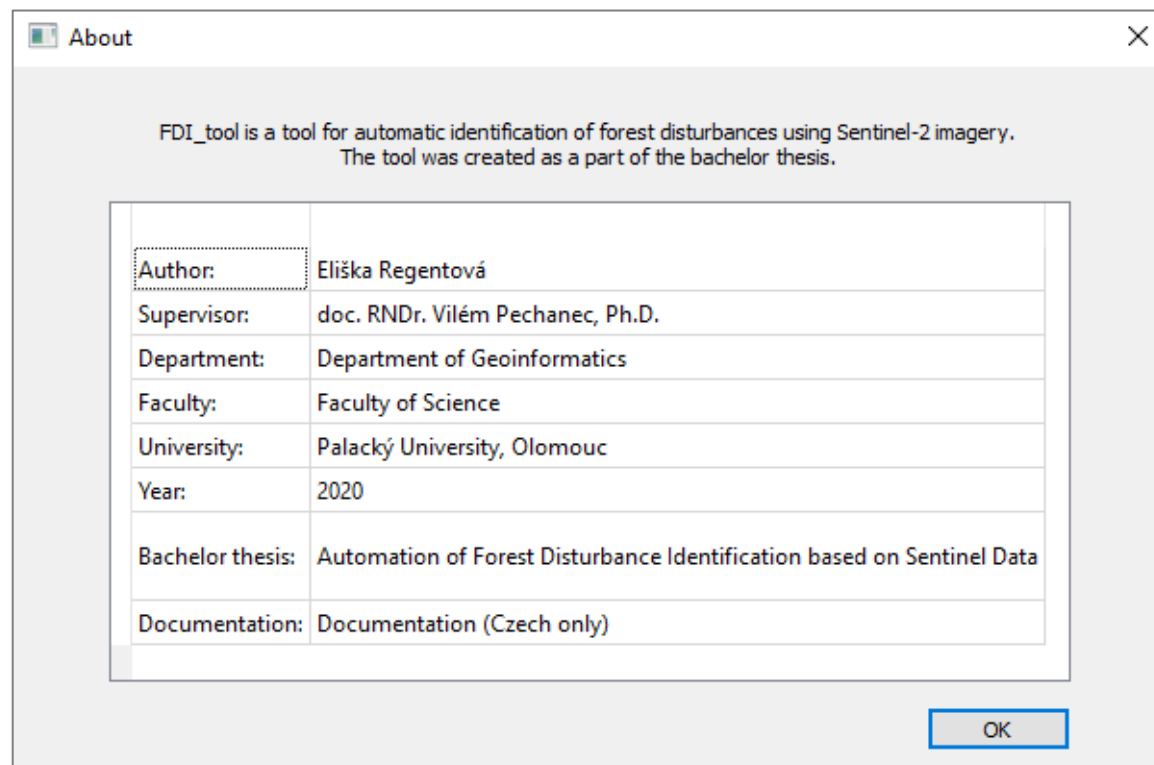 About
FDI_tool is a tool for automatic identification of forest disturbances using Sentinel-2 imagery.
The tool was created as a part of the bachelor thesis.
Author: Eliška Regentová
Supervisor: doc. RNDr. Vilém Pechanec, Ph.D.
Department: Department of Geoinformatics
Faculty: Faculty of Science
University: Palacký University, Olomouc
Year: 2020
Bachelor thesis: Automation of Forest Disturbance Identification based on Sentinel Data
Documentation: Documentation (Czech only)
OK